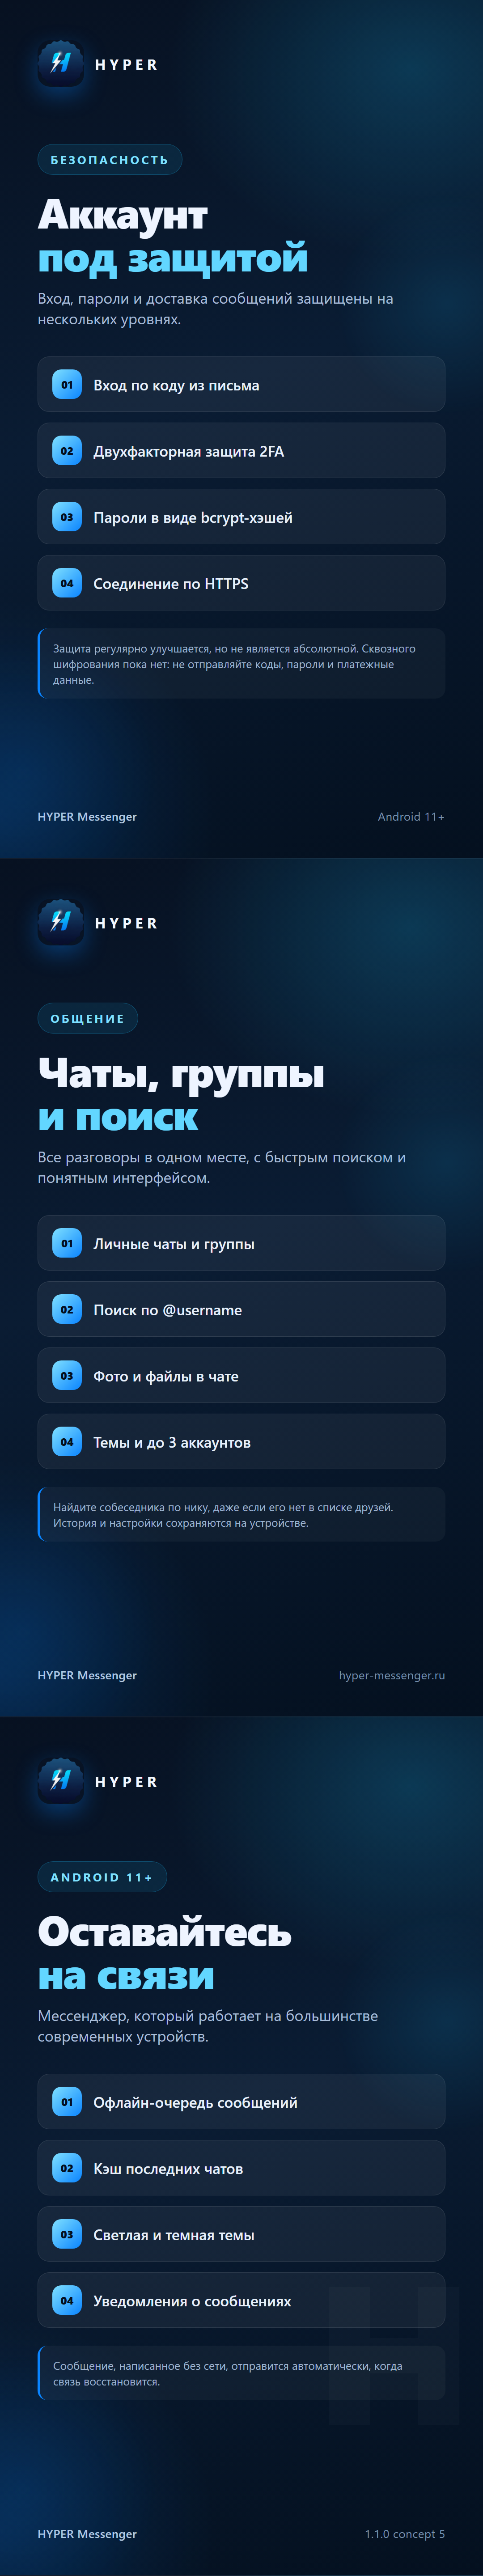 HYPER
БЕЗОПАСНОСТЬ
Аккаунт
под защитой
Вход, пароли и доставка сообщений защищены на
нескольких уровнях.
01 Вход по коду из письма
02 Двухфакторная защита 2FA
03 Пароли в виде bcrypt-хэшей
04 Соединение по HTTPS
Защита регулярно улучшается, но не является абсолютной. Сквозного
шифрования пока нет: не отправляйте коды, пароли и платежные
данные.
HYPER Messenger Android 11+
HYPER
ОБЩЕНИЕ
Чаты, группы
и поиск
Все разговоры в одном месте, с быстрым поиском и
понятным интерфейсом.
01 Личные чаты и группы
02 Поиск по @username
03 Фото и файлы в чате
04 Темы и до 3 аккаунтов
Найдите собеседника по нику, даже если его нет в списке друзей.
История и настройки сохраняются на устройстве.
HYPER Messenger hyper-messenger.ru
HYPER
ANDROID 11+
Оставайтесь
на связи
Мессенджер, который работает на большинстве
современных устройств.
01 Офлайн-очередь сообщений
02 Кэш последних чатов
03 Светлая и темная темы
04 Уведомления о сообщениях
Сообщение, написанное без сети, отправится автоматически, когда
связь восстановится.
HYPER Messenger 1.1.0 concept 5